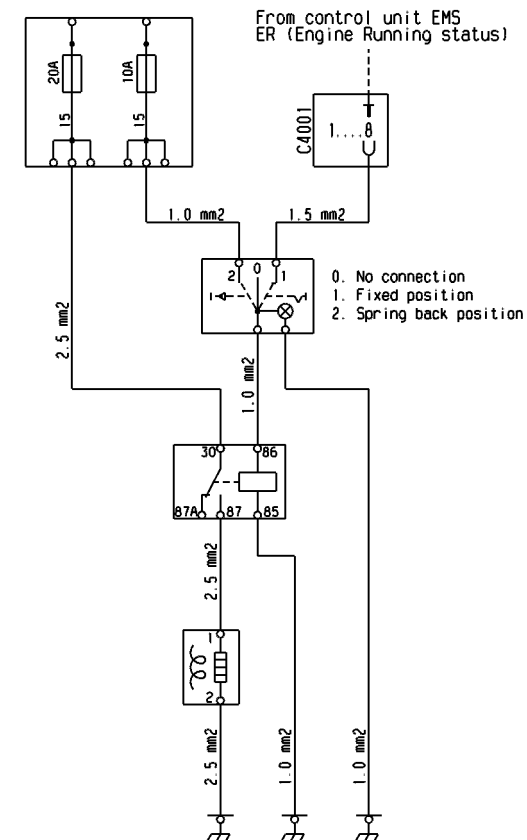 From control unit EMS
ER (Engine Running status)
20A
10A
15
15
C4001
1....8
1.0 mm2
1.5 mm2
2
0
1
0. No connection
1. Fixed position
2. Spring back position
2.5 mm2
1.0 mm2
30
86
87A
87
85
2.5 mm2
1
2
2.5 mm2
1.0 mm2
1.0 mm2